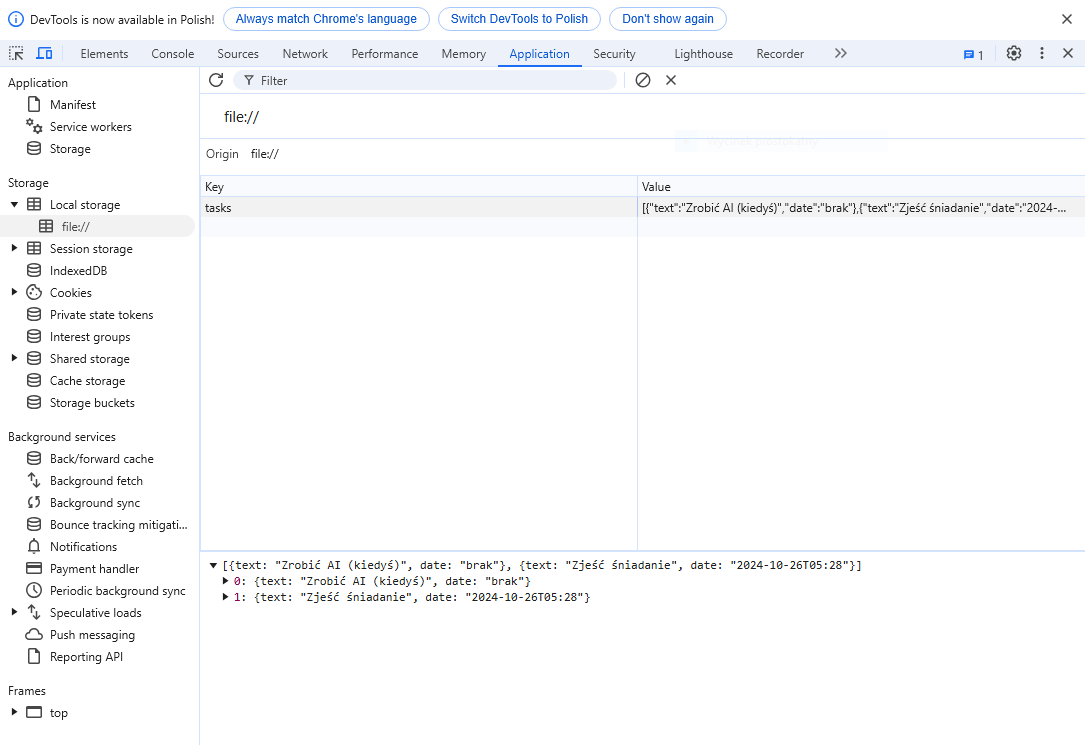 DevTools is now available in Polish! Always match Chrome's language Switch DevTools to Polish Don't show again
Elements Console Sources Network Performance Memory Application Security Lighthouse Recorder 1
Application
Manifest
Service workers
Storage
Storage
Local storage
file://
Session storage
IndexedDB
Cookies
Private state tokens
Interest groups
Shared storage
Cache storage
Storage buckets
Background services
Back/forward cache
Background fetch
Background sync
Bounce tracking mitigati...
Notifications
Payment handler
Periodic background sync
Speculative loads
Push messaging
Reporting API
Frames
top
Filter
file://
Origin file://
Key Value
tasks [{"text":"Zrobić AI (kiedyś)","date":"brak"},{"text":"Zjeść śniadanie","date":"2024-...
[{text: "Zrobić AI (kiedyś)", date: "brak"}, {text: "Zjeść śniadanie", date: "2024-10-26T05:28"}]
0: {text: "Zrobić AI (kiedyś)", date: "brak"}
1: {text: "Zjeść śniadanie", date: "2024-10-26T05:28"}